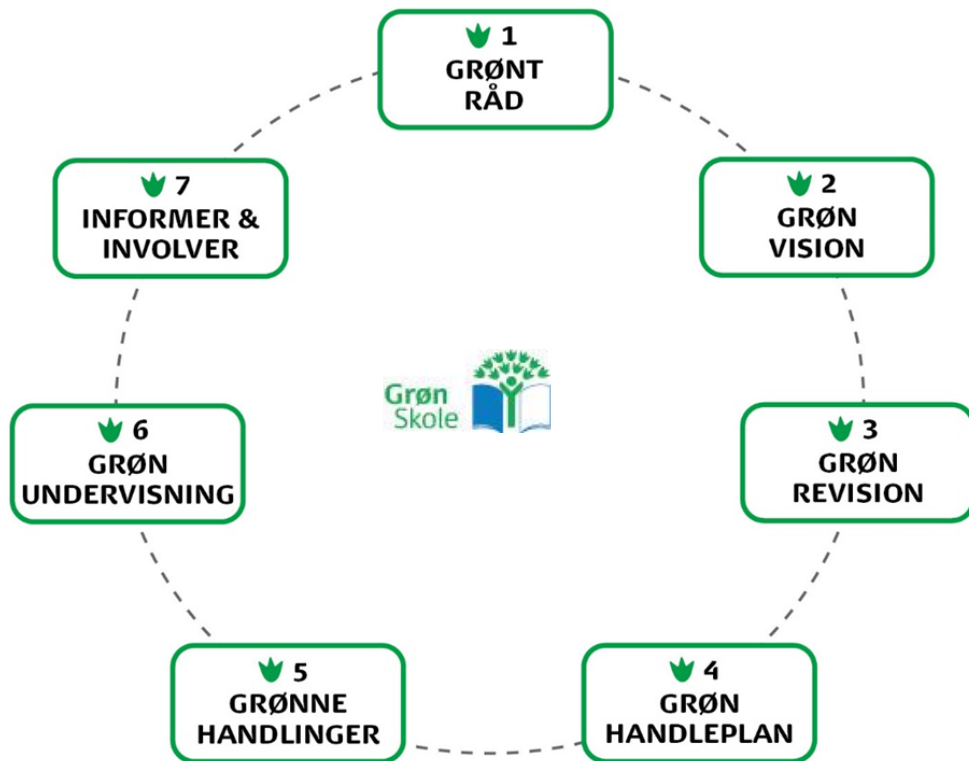 1
GRØNT
RÅD
2
GRØN
VISION
3
GRØN
REVISION
4
GRØN
HANDLEPLAN
5
GRØNNE
HANDLINGER
6
GRØN
UNDERVISNING
7
INFORMER &
INVOLVER
Grøn
Skole